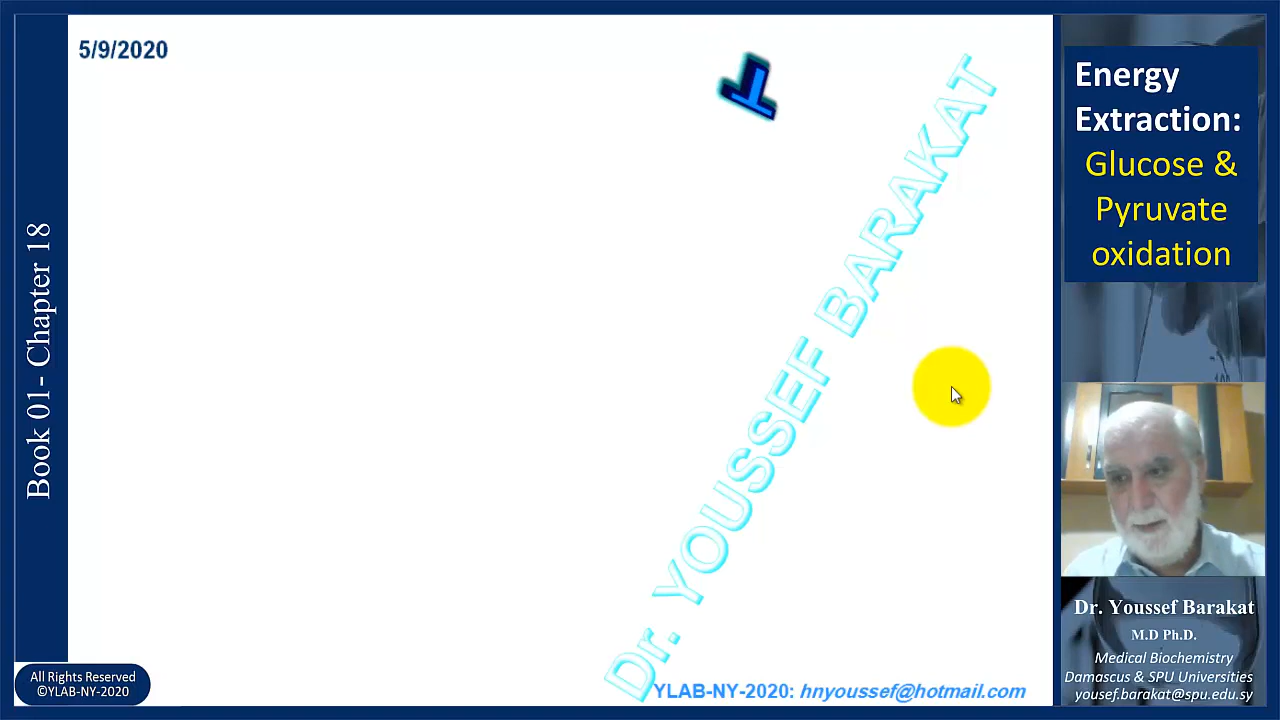 5/9/2020
T
Dr. YOUSSEF BARAKAT
Book 01- Chapter 18
All Rights Reserved
©YLAB-NY-2020
YLAB-NY-2020: hnyoussef@hotmail.com
Energy
Extraction:
Glucose &
Pyruvate
oxidation
100
Dr. Youssef Barakat
M.D Ph.D.
Medical Biochemistry
Damascus & SPU Universities
yousef.barakat@spu.edu.sy